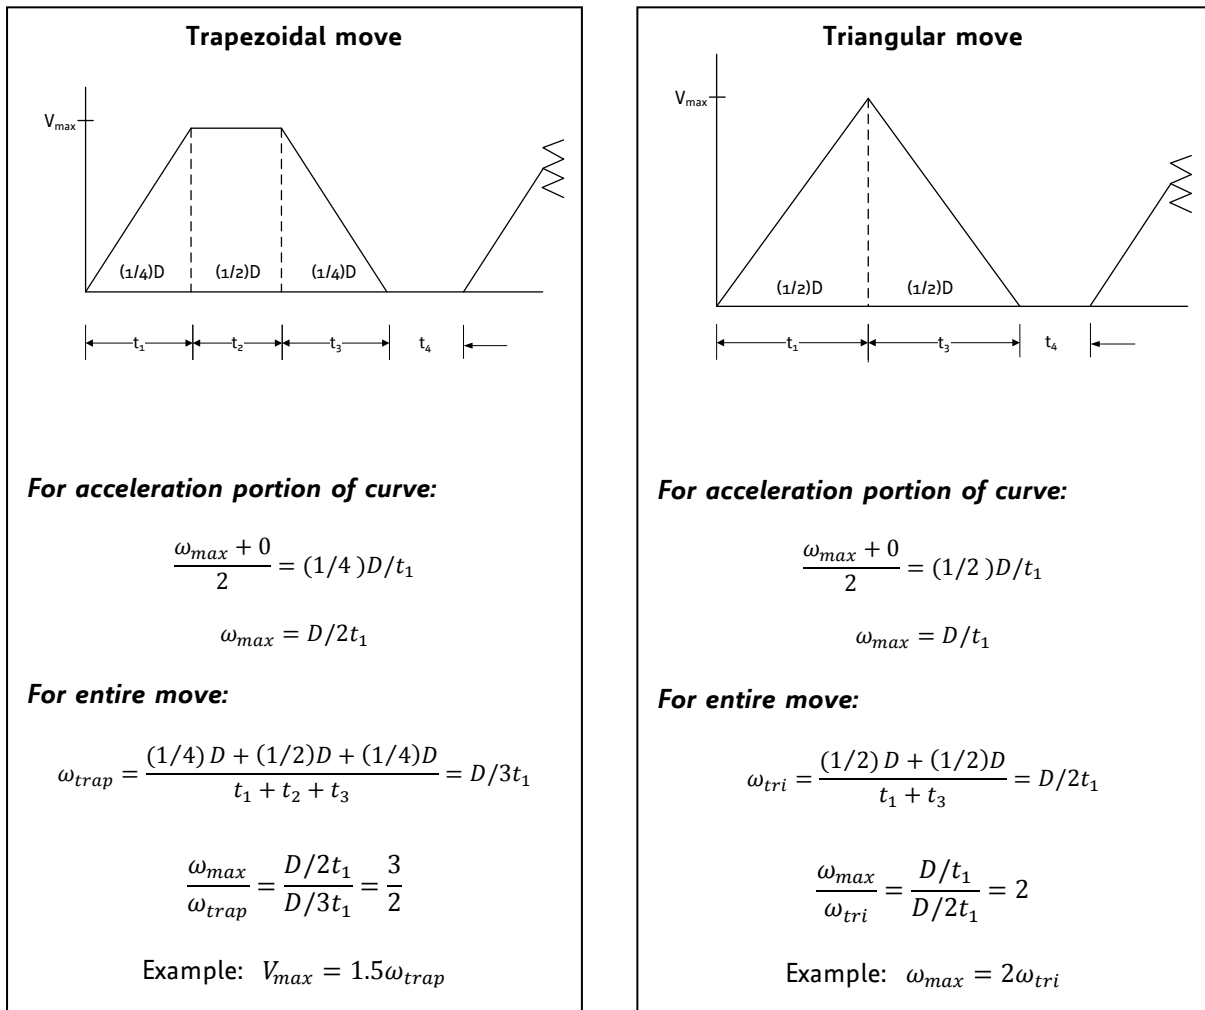 Trapezoidal move
Vmax
(1/4)D (1/2)D (1/4)D
t1 t2 t3 t4
For acceleration portion of curve:
(ωmax + 0)/2 = (1/4 )D/t1
ωmax = D/2t1
For entire move:
ωtrap = ((1/4) D + (1/2)D + (1/4)D)/(t1 + t2 + t3) = D/3t1
ωmax/ωtrap = (D/2t1)/(D/3t1) = 3/2
Example: Vmax = 1.5ωtrap
Triangular move
Vmax
(1/2)D (1/2)D
t1 t3 t4
For acceleration portion of curve:
(ωmax + 0)/2 = (1/2 )D/t1
ωmax = D/t1
For entire move:
ωtri = ((1/2) D + (1/2)D)/(t1 + t3) = D/2t1
ωmax/ωtri = (D/t1)/(D/2t1) = 2
Example: ωmax = 2ωtri